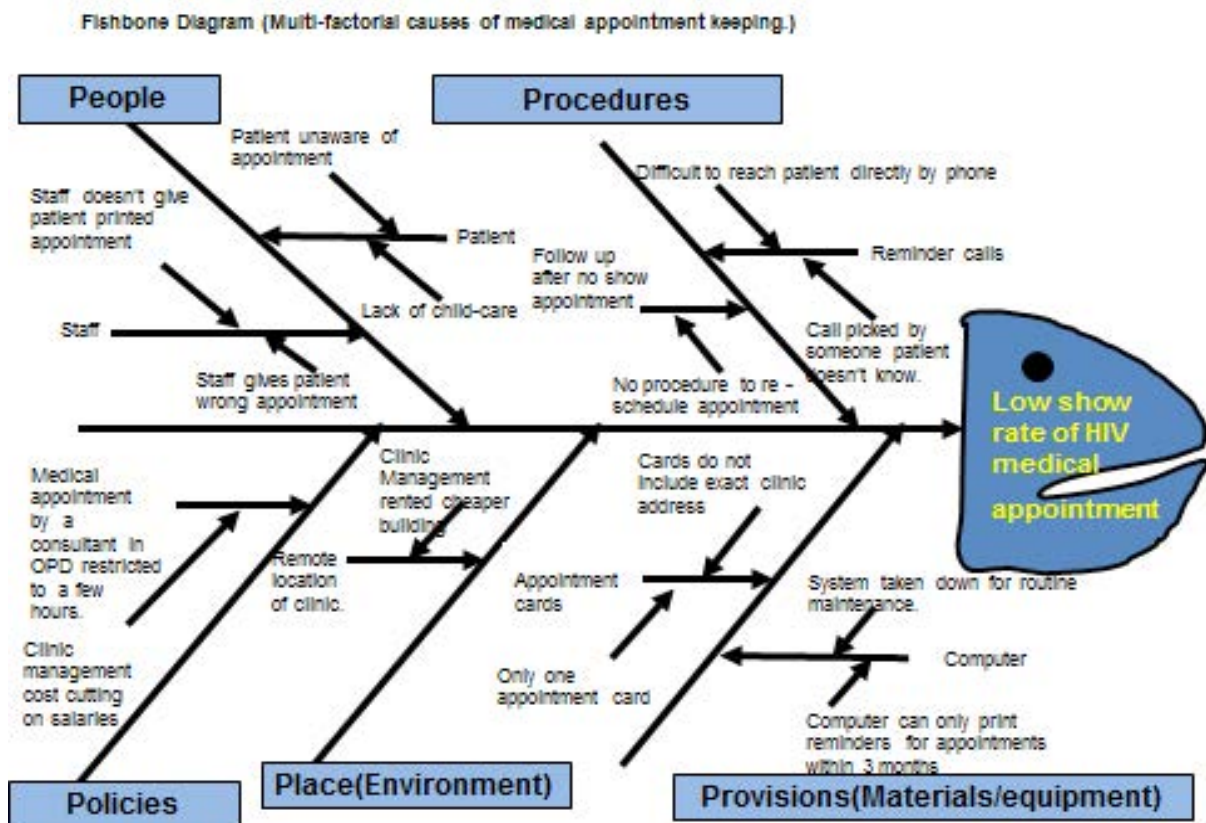 Fishbone Diagram (Multi-factorial causes of medical appointment keeping.)
People
Procedures
Patient unaware of
appointment
Staff doesn't give
patient printed
appointment
Patient
Lack of child-care
Staff
Staff gives patient
wrong appointment
Difficult to reach patient directly by phone
Reminder calls
Follow up
after no show
appointment
Call picked by
someone patient
doesn't know.
No procedure to re -
schedule appointment
Low show
rate of HIV
medical
appointment
Medical
appointment
by a
consultant in
OPD restricted
to a few
hours.
Clinic
management
cost cutting
on salaries
Clinic
Management
rented cheaper
building
Remote
location
of clinic.
Cards do not
include exact clinic
address
Appointment
cards
Only one
appointment card
System taken down for routine
maintenance.
Computer
Computer can only print
reminders for appointments
within 3 months
Policies
Place(Environment)
Provisions(Materials/equipment)